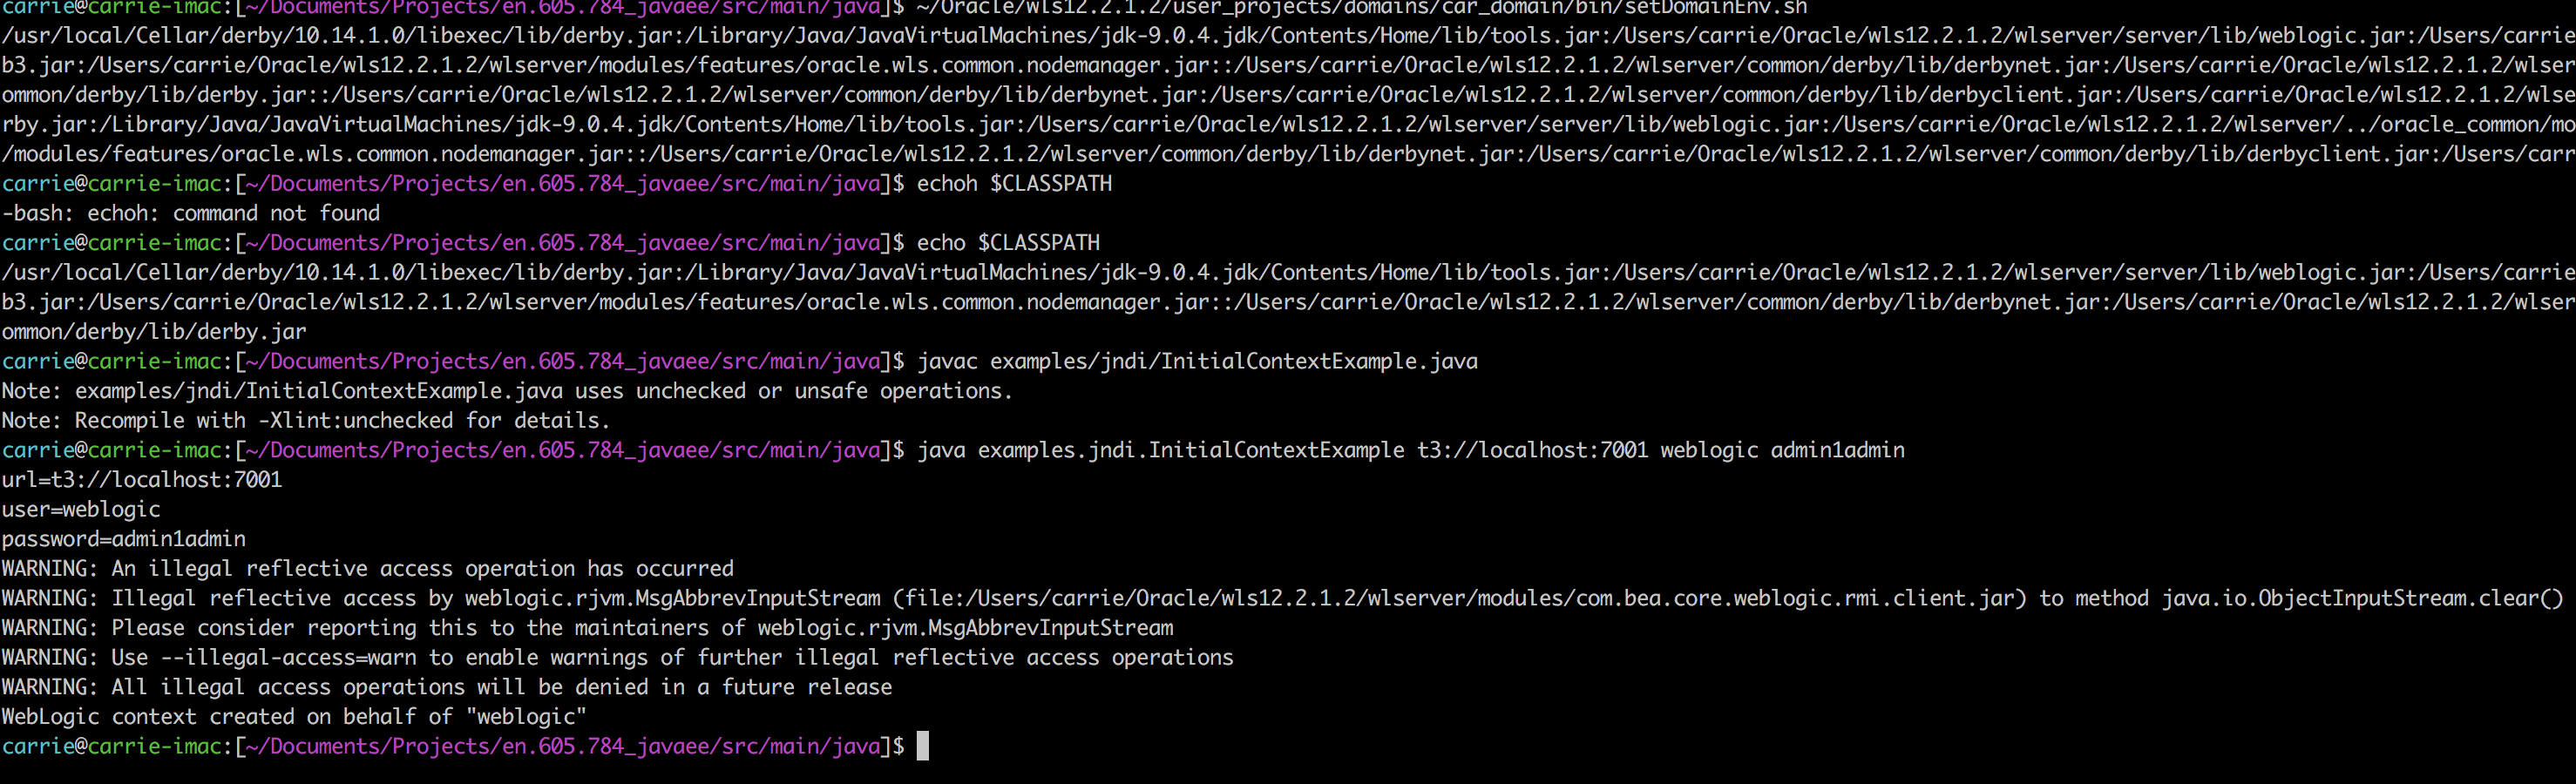 carrie@carrie-imac:[~/Documents/Projects/en.605.784_javaee/src/main/java]$ ~/Oracle/wls12.2.1.2/user_projects/domains/car_domain/bin/setDomainEnv.sh
/usr/local/Cellar/derby/10.14.1.0/libexec/lib/derby.jar:/Library/Java/JavaVirtualMachines/jdk-9.0.4.jdk/Contents/Home/lib/tools.jar:/Users/carrie/Oracle/wls12.2.1.2/wlserver/server/lib/weblogic.jar:/Users/carrie
b3.jar:/Users/carrie/Oracle/wls12.2.1.2/wlserver/modules/features/oracle.wls.common.nodemanager.jar::/Users/carrie/Oracle/wls12.2.1.2/wlserver/common/derby/lib/derbynet.jar:/Users/carrie/Oracle/wls12.2.1.2/wlser
ommon/derby/lib/derby.jar::/Users/carrie/Oracle/wls12.2.1.2/wlserver/common/derby/lib/derbynet.jar:/Users/carrie/Oracle/wls12.2.1.2/wlserver/common/derby/lib/derbyclient.jar:/Users/carrie/Oracle/wls12.2.1.2/wlse
rby.jar:/Library/Java/JavaVirtualMachines/jdk-9.0.4.jdk/Contents/Home/lib/tools.jar:/Users/carrie/Oracle/wls12.2.1.2/wlserver/server/lib/weblogic.jar:/Users/carrie/Oracle/wls12.2.1.2/wlserver/../oracle_common/mo
/modules/features/oracle.wls.common.nodemanager.jar::/Users/carrie/Oracle/wls12.2.1.2/wlserver/common/derby/lib/derbynet.jar:/Users/carrie/Oracle/wls12.2.1.2/wlserver/common/derby/lib/derbyclient.jar:/Users/carr
carrie@carrie-imac:[~/Documents/Projects/en.605.784_javaee/src/main/java]$ echoh $CLASSPATH
-bash: echoh: command not found
carrie@carrie-imac:[~/Documents/Projects/en.605.784_javaee/src/main/java]$ echo $CLASSPATH
/usr/local/Cellar/derby/10.14.1.0/libexec/lib/derby.jar:/Library/Java/JavaVirtualMachines/jdk-9.0.4.jdk/Contents/Home/lib/tools.jar:/Users/carrie/Oracle/wls12.2.1.2/wlserver/server/lib/weblogic.jar:/Users/carrie
b3.jar:/Users/carrie/Oracle/wls12.2.1.2/wlserver/modules/features/oracle.wls.common.nodemanager.jar::/Users/carrie/Oracle/wls12.2.1.2/wlserver/common/derby/lib/derbynet.jar:/Users/carrie/Oracle/wls12.2.1.2/wlser
ommon/derby/lib/derby.jar
carrie@carrie-imac:[~/Documents/Projects/en.605.784_javaee/src/main/java]$ javac examples/jndi/InitialContextExample.java
Note: examples/jndi/InitialContextExample.java uses unchecked or unsafe operations.
Note: Recompile with -Xlint:unchecked for details.
carrie@carrie-imac:[~/Documents/Projects/en.605.784_javaee/src/main/java]$ java examples.jndi.InitialContextExample t3://localhost:7001 weblogic admin1admin
url=t3://localhost:7001
user=weblogic
password=admin1admin
WARNING: An illegal reflective access operation has occurred
WARNING: Illegal reflective access by weblogic.rjvm.MsgAbbrevInputStream (file:/Users/carrie/Oracle/wls12.2.1.2/wlserver/modules/com.bea.core.weblogic.rmi.client.jar) to method java.io.ObjectInputStream.clear()
WARNING: Please consider reporting this to the maintainers of weblogic.rjvm.MsgAbbrevInputStream
WARNING: Use --illegal-access=warn to enable warnings of further illegal reflective access operations
WARNING: All illegal access operations will be denied in a future release
WebLogic context created on behalf of "weblogic"
carrie@carrie-imac:[~/Documents/Projects/en.605.784_javaee/src/main/java]$